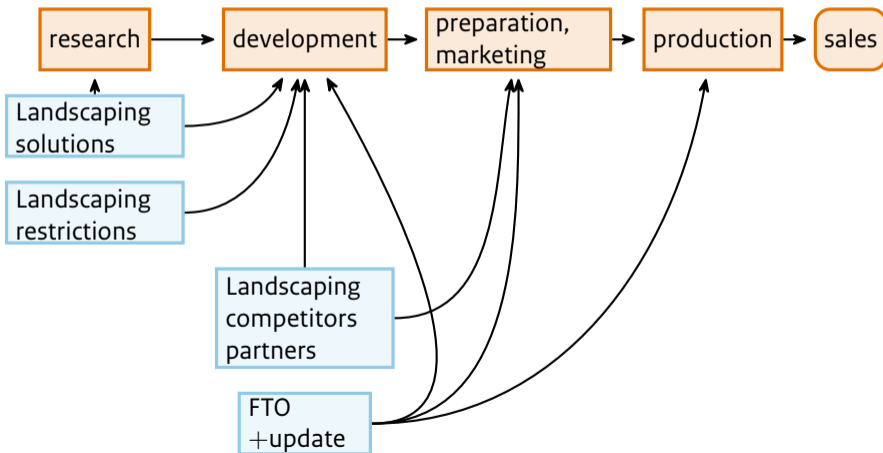 research
development
preparation,
marketing
production
sales
Landscaping
solutions
Landscaping
restrictions
Landscaping
competitors
partners
FTO
+update